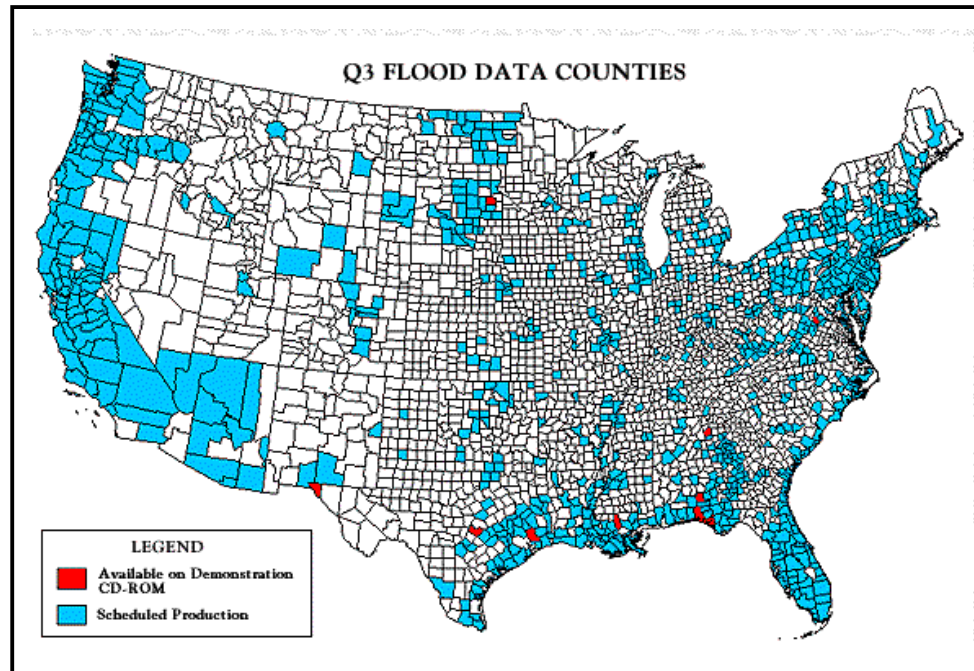 Q3 FLOOD DATA COUNTIES
LEGEND
Available on Demonstration
CD-ROM
Scheduled Production